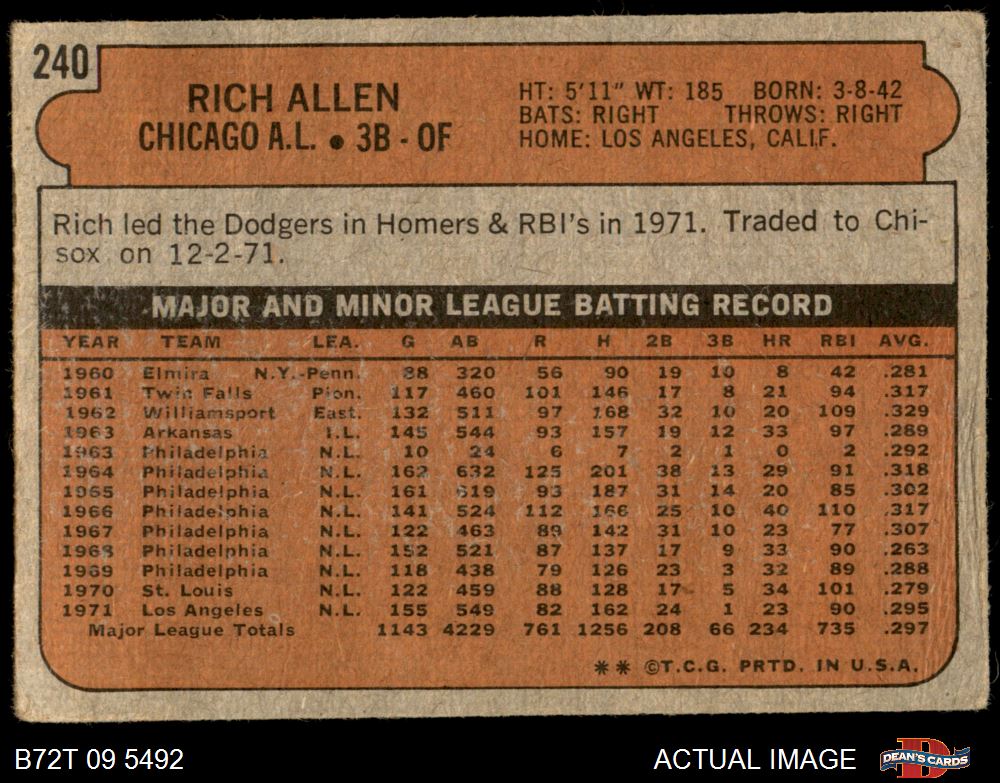 240
RICH ALLEN
CHICAGO A.L. • 3B - OF
HT: 5'11" WT: 185 BORN: 3-8-42
BATS: RIGHT THROWS: RIGHT
HOME: LOS ANGELES, CALIF.
Rich led the Dodgers in Homers & RBI's in 1971. Traded to Chi-
sox on 12-2-71.
MAJOR AND MINOR LEAGUE BATTING RECORD
YEAR TEAM LEA. G AB R H 2B 3B HR RBI AVG.
1960 Elmira N.Y.-Penn. 88 320 56 90 19 10 8 42 .281
1961 Twin Falls Pion. 117 460 101 146 17 8 21 94 .317
1962 Williamsport East. 132 511 97 168 32 10 20 109 .329
1963 Arkansas I.L. 145 544 93 157 19 12 33 97 .289
1963 Philadelphia N.L. 10 24 6 7 2 1 0 2 .292
1964 Philadelphia N.L. 162 632 125 201 38 13 29 91 .318
1965 Philadelphia N.L. 161 619 93 187 31 14 20 85 .302
1966 Philadelphia N.L. 141 524 112 166 25 10 40 110 .317
1967 Philadelphia N.L. 122 463 89 142 31 10 23 77 .307
1968 Philadelphia N.L. 152 521 87 137 17 9 33 90 .263
1969 Philadelphia N.L. 118 438 79 126 23 3 32 89 .288
1970 St. Louis N.L. 122 459 88 128 17 5 34 101 .279
1971 Los Angeles N.L. 155 549 82 162 24 1 23 90 .295
Major League Totals 1143 4229 761 1256 208 66 234 735 .297
** ©T.C.G. PRTD. IN U.S.A.
B72T 09 5492
ACTUAL IMAGE
D
DEAN'S CARDS